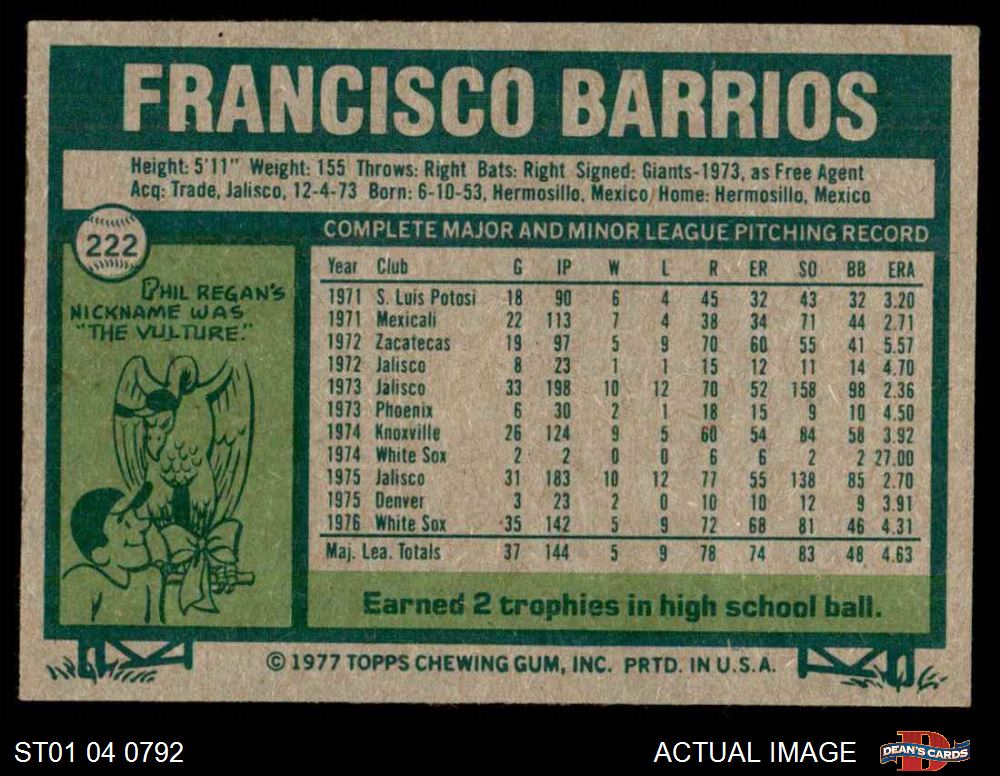 FRANCISCO BARRIOS
Height: 5'11" Weight: 155 Throws: Right Bats: Right Signed: Giants-1973, as Free Agent
Acq: Trade, Jalisco, 12-4-73 Born: 6-10-53, Hermosillo, Mexico Home: Hermosillo, Mexico
222
PHIL REGAN'S
NICKNAME WAS
"THE VULTURE."
COMPLETE MAJOR AND MINOR LEAGUE PITCHING RECORD
Year Club G IP W L R ER SO BB ERA
1971 S. Luis Potosi 18 90 6 4 45 32 43 32 3.20
1971 Mexicali 22 113 7 4 38 34 71 44 2.71
1972 Zacatecas 19 97 5 9 70 60 55 41 5.57
1972 Jalisco 8 23 1 1 15 12 11 14 4.70
1973 Jalisco 33 198 10 12 70 52 158 98 2.36
1973 Phoenix 6 30 2 1 18 15 9 10 4.50
1974 Knoxville 26 124 9 5 60 54 84 58 3.92
1974 White Sox 2 2 0 0 6 6 2 2 27.00
1975 Jalisco 31 183 10 12 77 55 138 85 2.70
1975 Denver 3 23 2 0 10 10 12 9 3.91
1976 White Sox 35 142 5 9 72 68 81 46 4.31
Maj. Lea. Totals 37 144 5 9 78 74 83 48 4.63
Earned 2 trophies in high school ball.
© 1977 TOPPS CHEWING GUM, INC. PRTD. IN U.S.A.
ST01 04 0792
ACTUAL IMAGE
D
DEAN'S CARDS